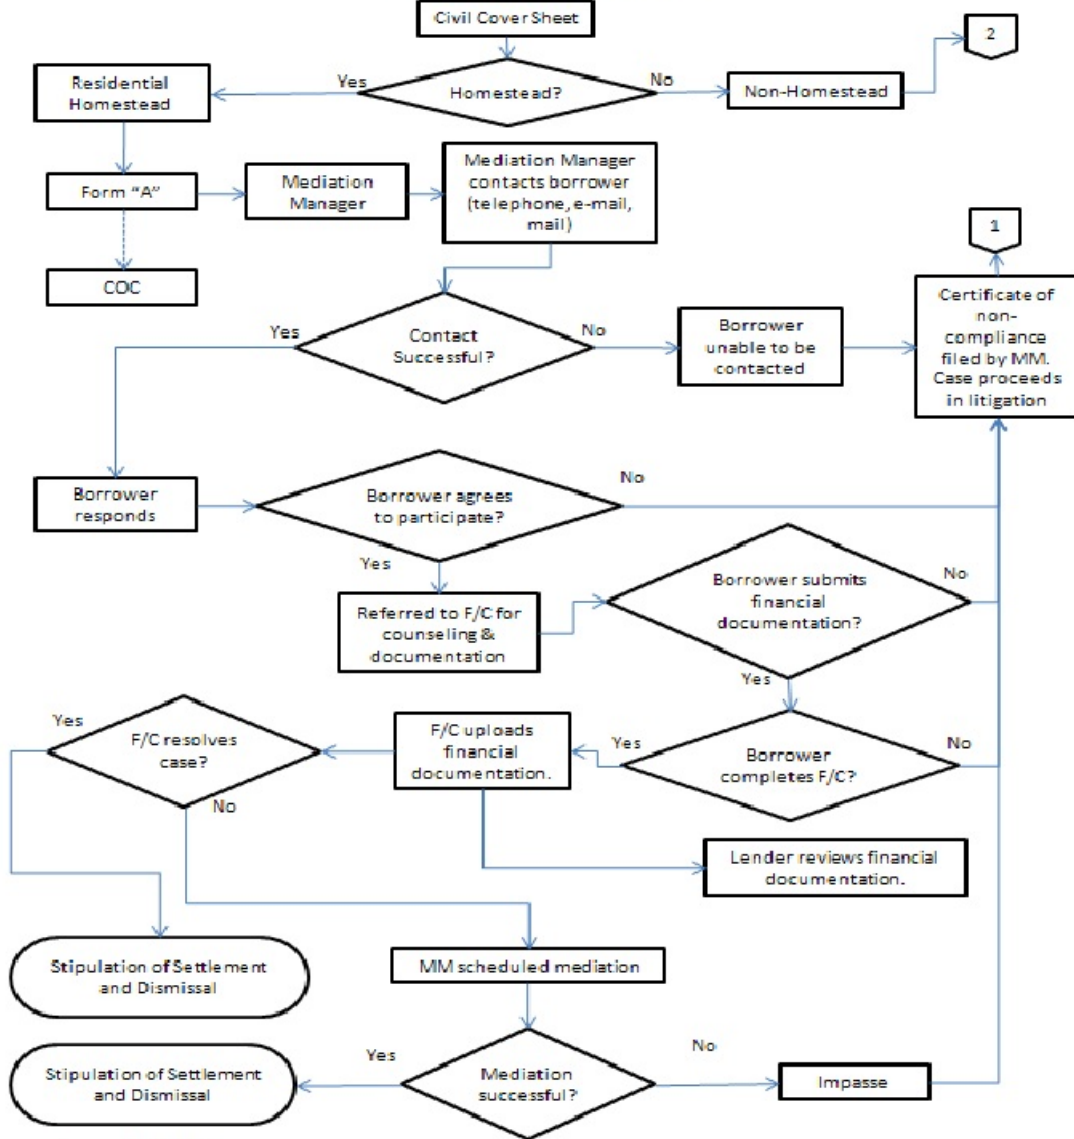 Civil Cover Sheet
2
Residential
Homestead
Yes
Homestead?
No
Non-Homestead
Form “A”
Mediation
Manager
Mediation Manager
contacts borrower
(telephone, e-mail,
mail)
1
COC
Yes
Contact
Successful?
No
Borrower
unable to be
contacted
Certificate of
non-
compliance
filed by MM.
Case proceeds
in litigation
Borrower
responds
Borrower agrees
to participate?
No
Yes
Referred to F/C for
counseling &
documentation
Borrower submits
financial
documentation?
No
Yes
Yes
F/C resolves
case?
No
F/C uploads
financial
documentation.
Yes
Borrower
completes F/C?
No
Lender reviews financial
documentation.
Stipulation of Settlement
and Dismissal
MM scheduled mediation
Stipulation of Settlement
and Dismissal
Yes
Mediation
successful?
No
Impasse